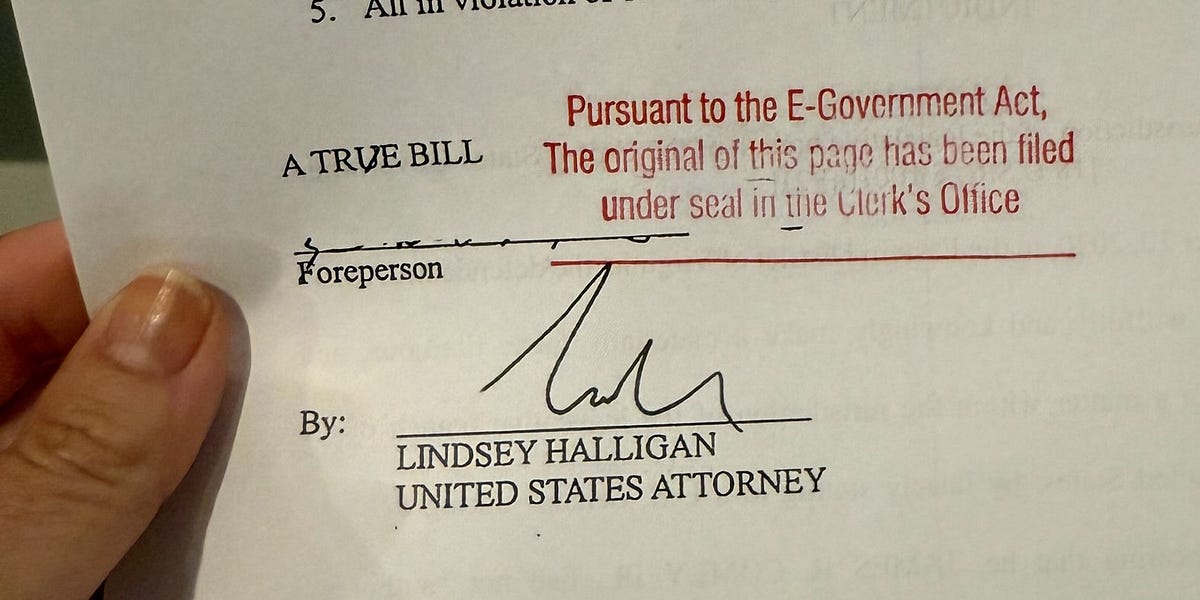 5. All in violation of
A TRUE BILL
Pursuant to the E-Government Act,
The original of this page has been filed
under seal in the Clerk's Office
Foreperson
By:
LINDSEY HALLIGAN
UNITED STATES ATTORNEY